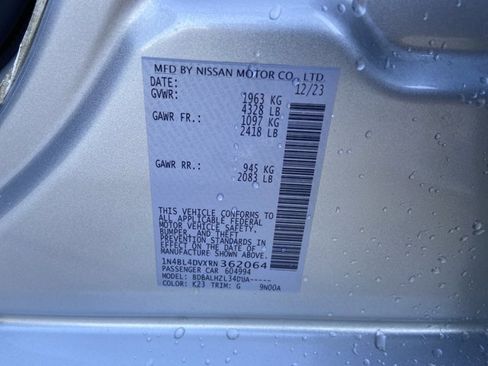 MFD BY NISSAN MOTOR CO., LTD.
DATE: 12/23
GVWR: 1963 KG
4328 LB
GAWR FR.: 1097 KG
2418 LB
GAWR RR.: 945 KG
2083 LB
THIS VEHICLE CONFORMS TO
ALL APPLICABLE FEDERAL
MOTOR VEHICLE SAFETY,
BUMPER, AND THEFT
PREVENTION STANDARDS IN
EFFECT ON THE DATE OF
MANUFACTURE SHOWN ABOVE.
1N4BL4DVXRN362064
PASSENGER CAR 604994
MODEL: BDBALHZL34DUA-----
COLOR: K23 TRIM: G 9N00A